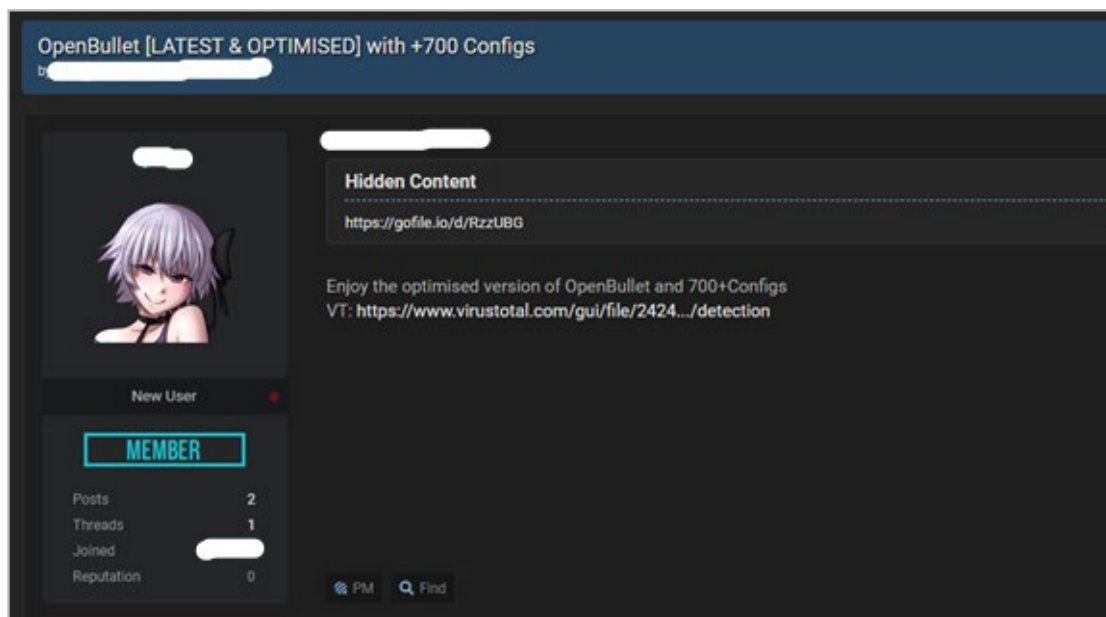 OpenBullet [LATEST & OPTIMISED] with +700 Configs
by
Hidden Content
https://gofile.io/d/RzzUBG
Enjoy the optimised version of OpenBullet and 700+Configs
VT: https://www.virustotal.com/gui/file/2424.../detection
New User
MEMBER
Posts 2
Threads 1
Joined
Reputation 0
PM Find